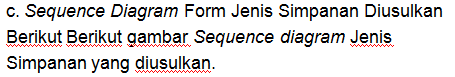 c. Sequence Diagram Form Jenis Simpanan Diusulkan
Berikut Berikut gambar Sequence diagram Jenis
Simpanan yang diusulkan.